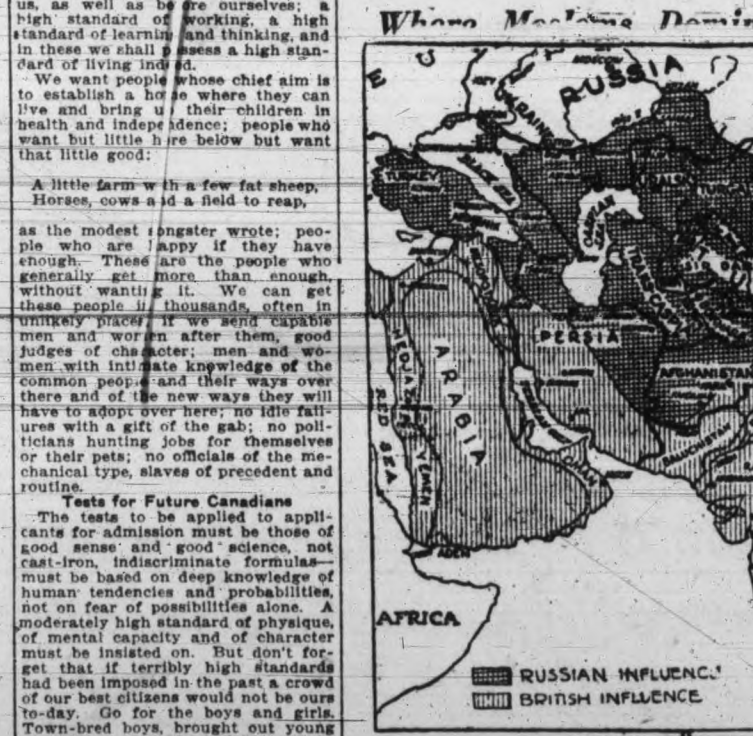 us, as well as before ourselves; a
high standard of working, a high
standard of learning and thinking, and
in these we shall possess a high stan-
dard of living indeed.
We want people whose chief aim is
to establish a home where they can
live and bring up their children in
health and independence; people who
want but little here below but want
that little good:
A little farm with a few fat sheep,
Horses, cows and a field to reap,
as the modest songster wrote; peo-
ple who are happy if they have
enough. These are the people who
generally get more than enough,
without wanting it. We can get
these people in thousands, often in
unlikely places if we send capable
men and women after them, good
judges of character; men and wo-
men with intimate knowledge of the
common people and their ways over
there and of the new ways they will
have to adopt over here; no idle fail-
ures with a gift of the gab; no pol-
iticians hunting jobs for themselves
or their pets; no officials of the me-
chanical type, slaves of precedent and
routine.
Tests for Future Canadians
The tests to be applied to appli-
cants for admission must be those of
good sense and good science, not
cast-iron, indiscriminate formulas—
must be based on deep knowledge of
human tendencies and probabilities,
not on fear of possibilities alone. A
moderately high standard of physique,
of mental capacity and of character
must be insisted on. But don't for-
get that if terribly high standards
had been imposed in the past a crowd
of our best citizens would not be ours
to-day. Go for the boys and girls.
Town-bred boys, brought out young
Where Moslems Domi
MOSCOW
RUSSIA
UKRAINE
KIEV
BLACK SEA
TURKEY
CASPIAN SEA
TRANS-CASPIA
PERSIA
AFGHANISTAN
BALUCHISTAN
ARABIA
HEDJAZ
YEMEN
RED SEA
OMAN
ADEN
AFRICA
RUSSIAN INFLUENC
BRITISH INFLUENCE